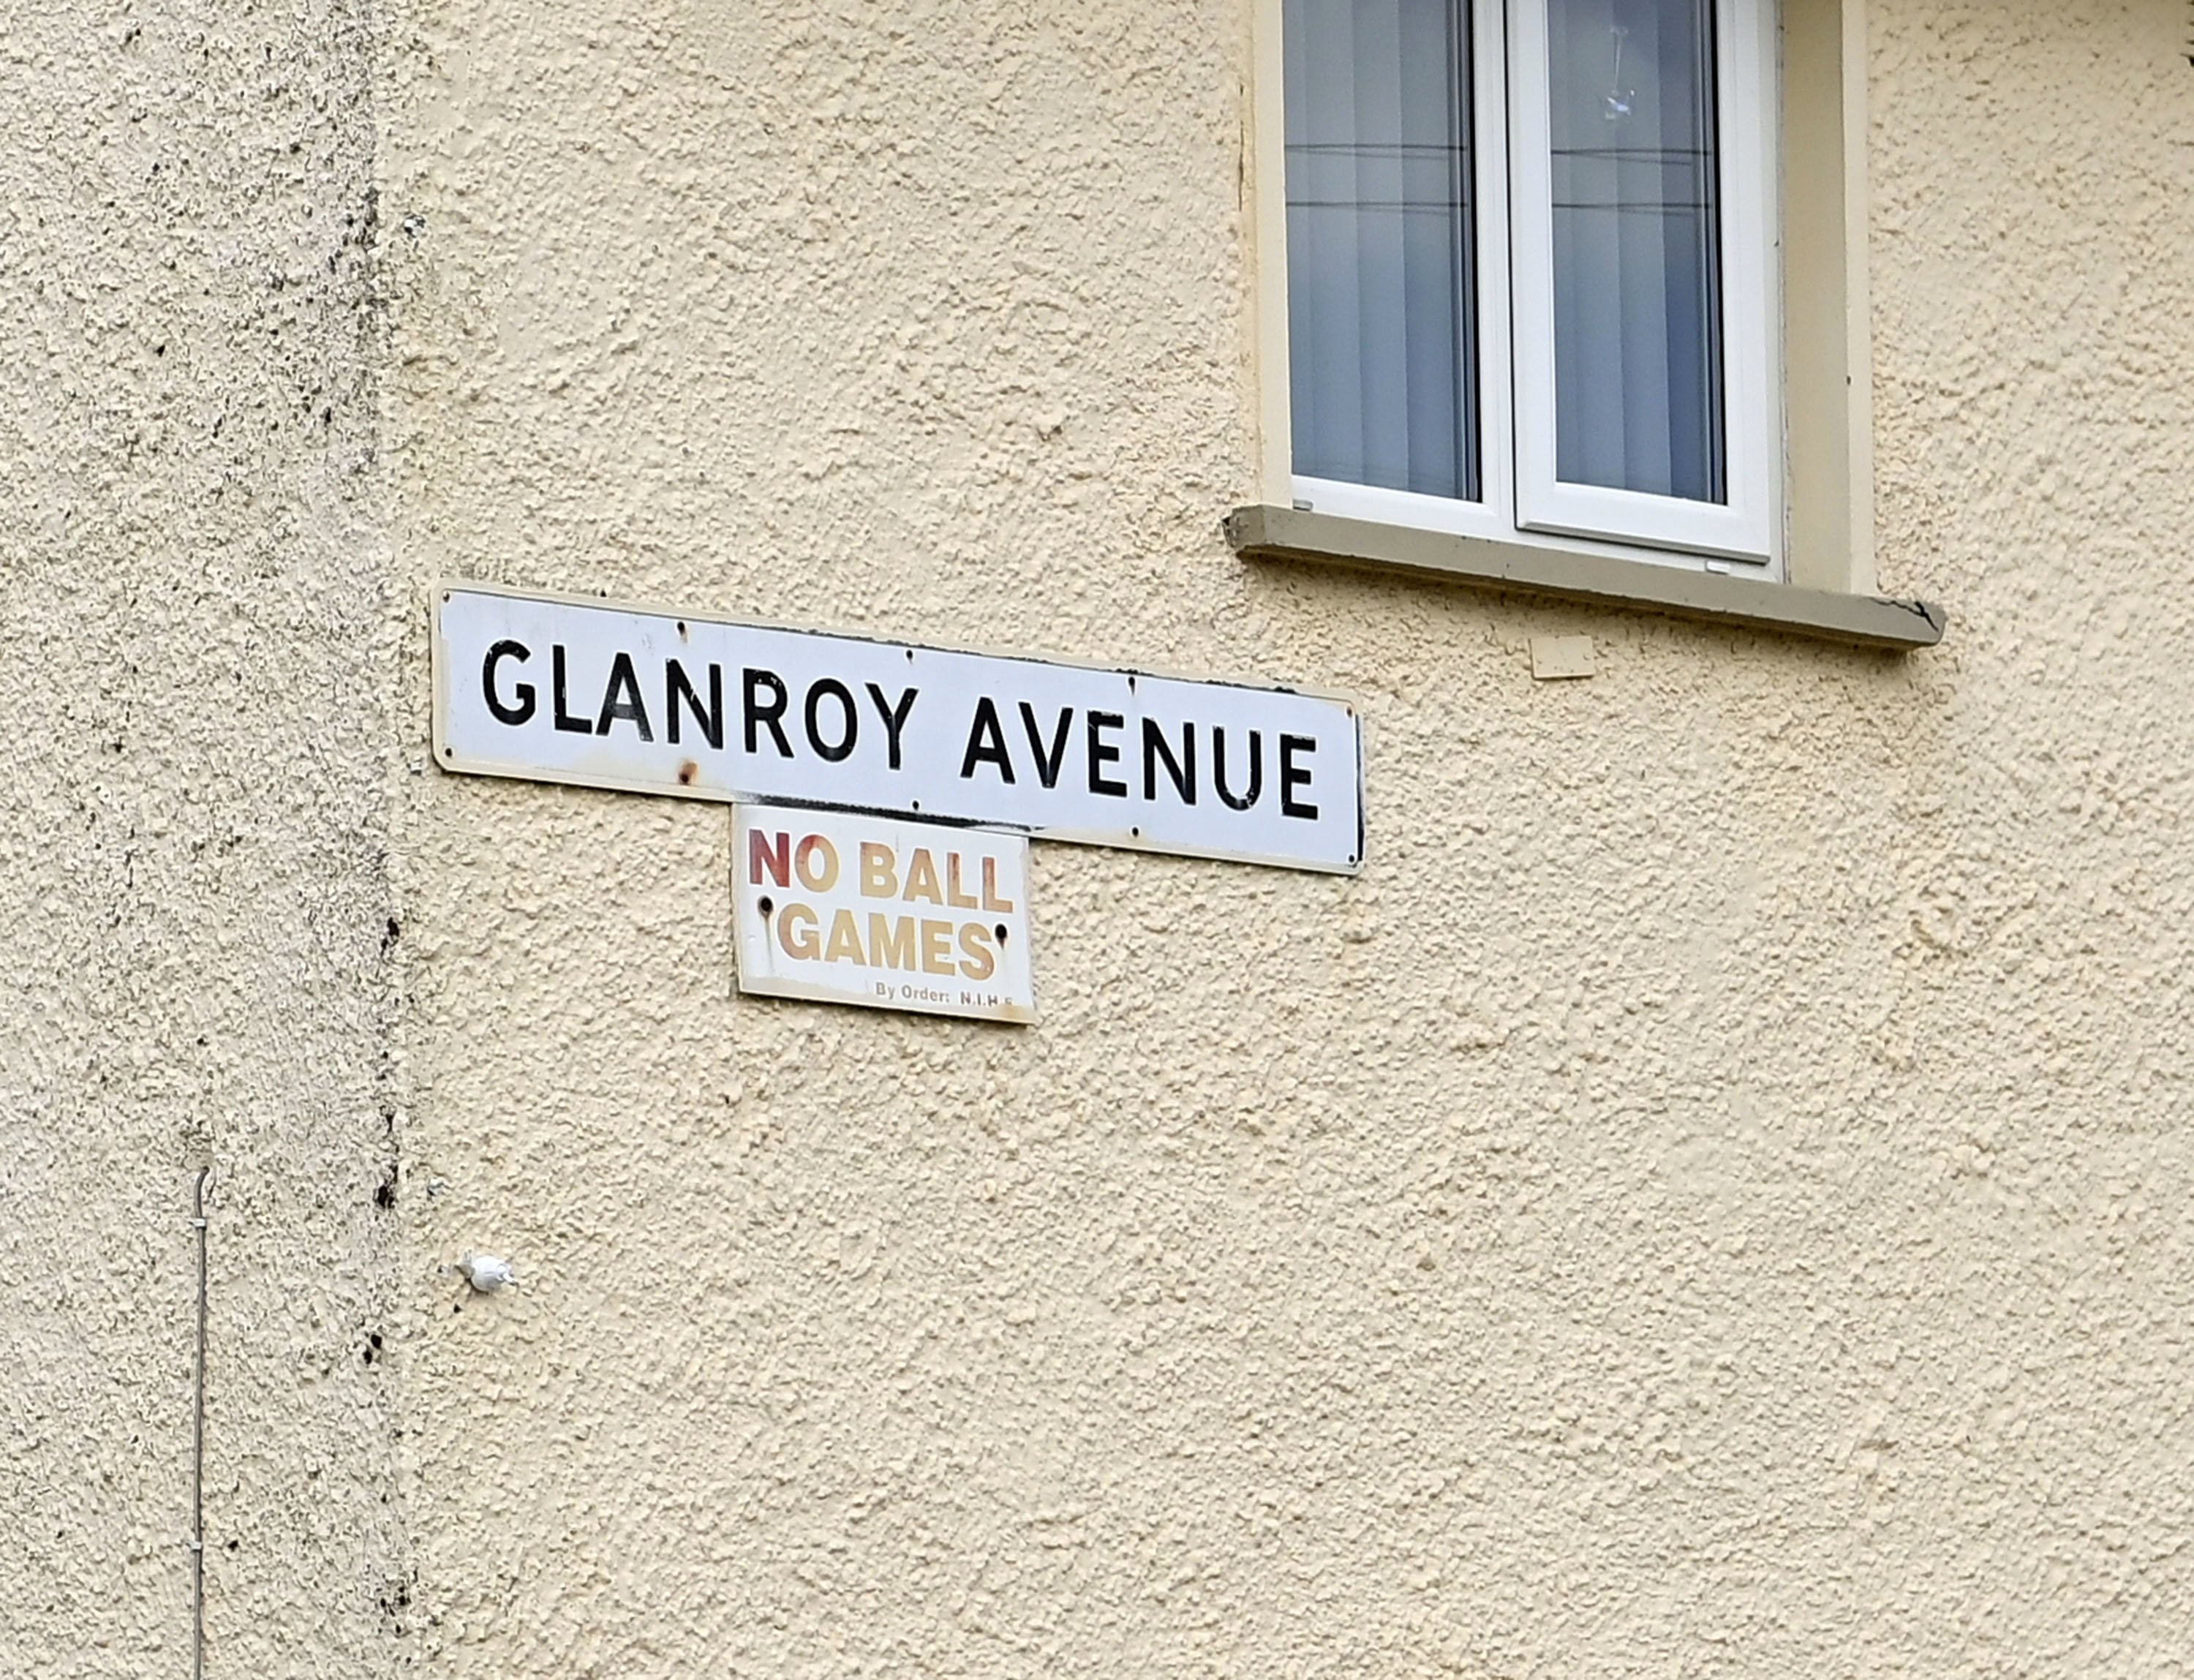 GLANROY AVENUE
NO BALL
GAMES
By Order: N.I.H.E